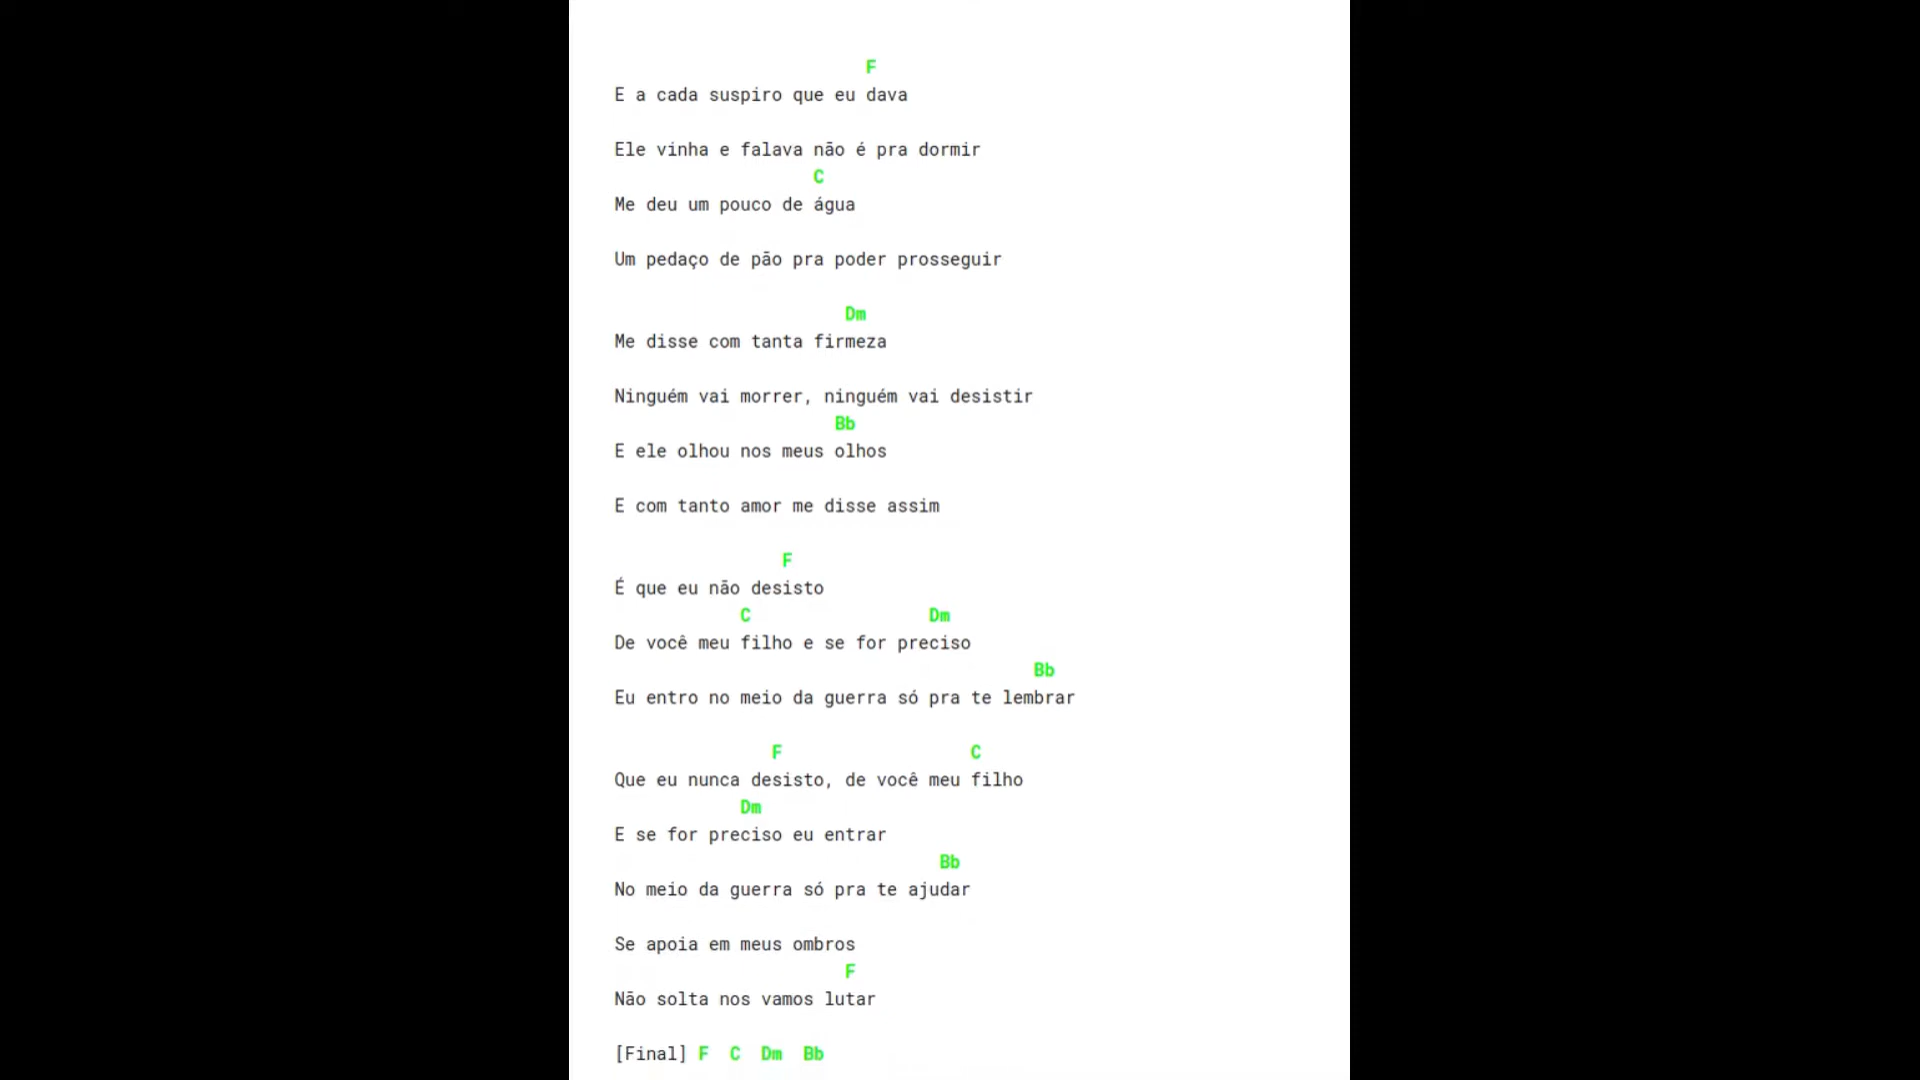 F
E a cada suspiro que eu dava
Ele vinha e falava não é pra dormir
C
Me deu um pouco de água
Um pedaço de pão pra poder prosseguir
Dm
Me disse com tanta firmeza
Ninguém vai morrer, ninguém vai desistir
Bb
E ele olhou nos meus olhos
E com tanto amor me disse assim
F
É que eu não desisto
C Dm
De você meu filho e se for preciso
Bb
Eu entro no meio da guerra só pra te lembrar
F C
Que eu nunca desisto, de você meu filho
Dm
E se for preciso eu entrar
Bb
No meio da guerra só pra te ajudar
Se apoia em meus ombros
F
Não solta nos vamos lutar
[Final] F C Dm Bb